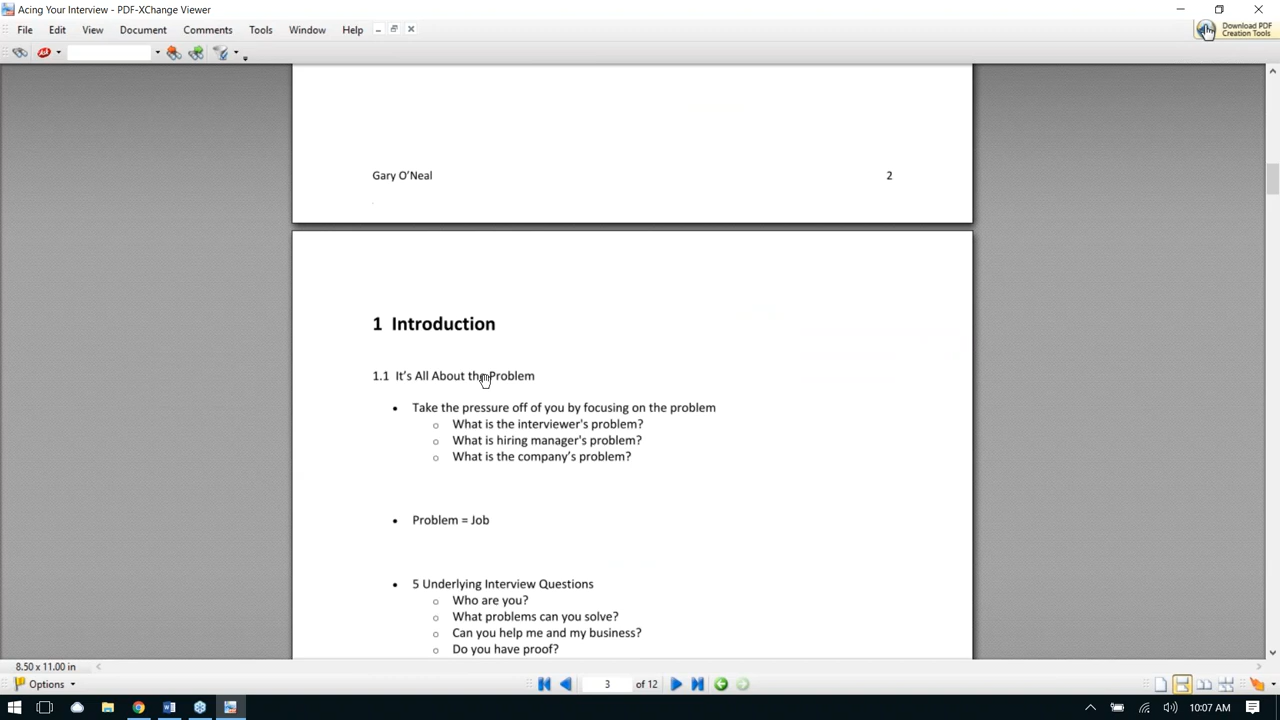 Acing Your Interview - PDF-XChange Viewer
File Edit View Document Comments Tools Window Help
Download PDF
Creation Tools
Gary O’Neal 2
1 Introduction
1.1 It’s All About the Problem
• Take the pressure off of you by focusing on the problem
o What is the interviewer's problem?
o What is hiring manager's problem?
o What is the company’s problem?
• Problem = Job
• 5 Underlying Interview Questions
o Who are you?
o What problems can you solve?
o Can you help me and my business?
o Do you have proof?
8.50 x 11.00 in
Options 3 of 12
10:07 AM